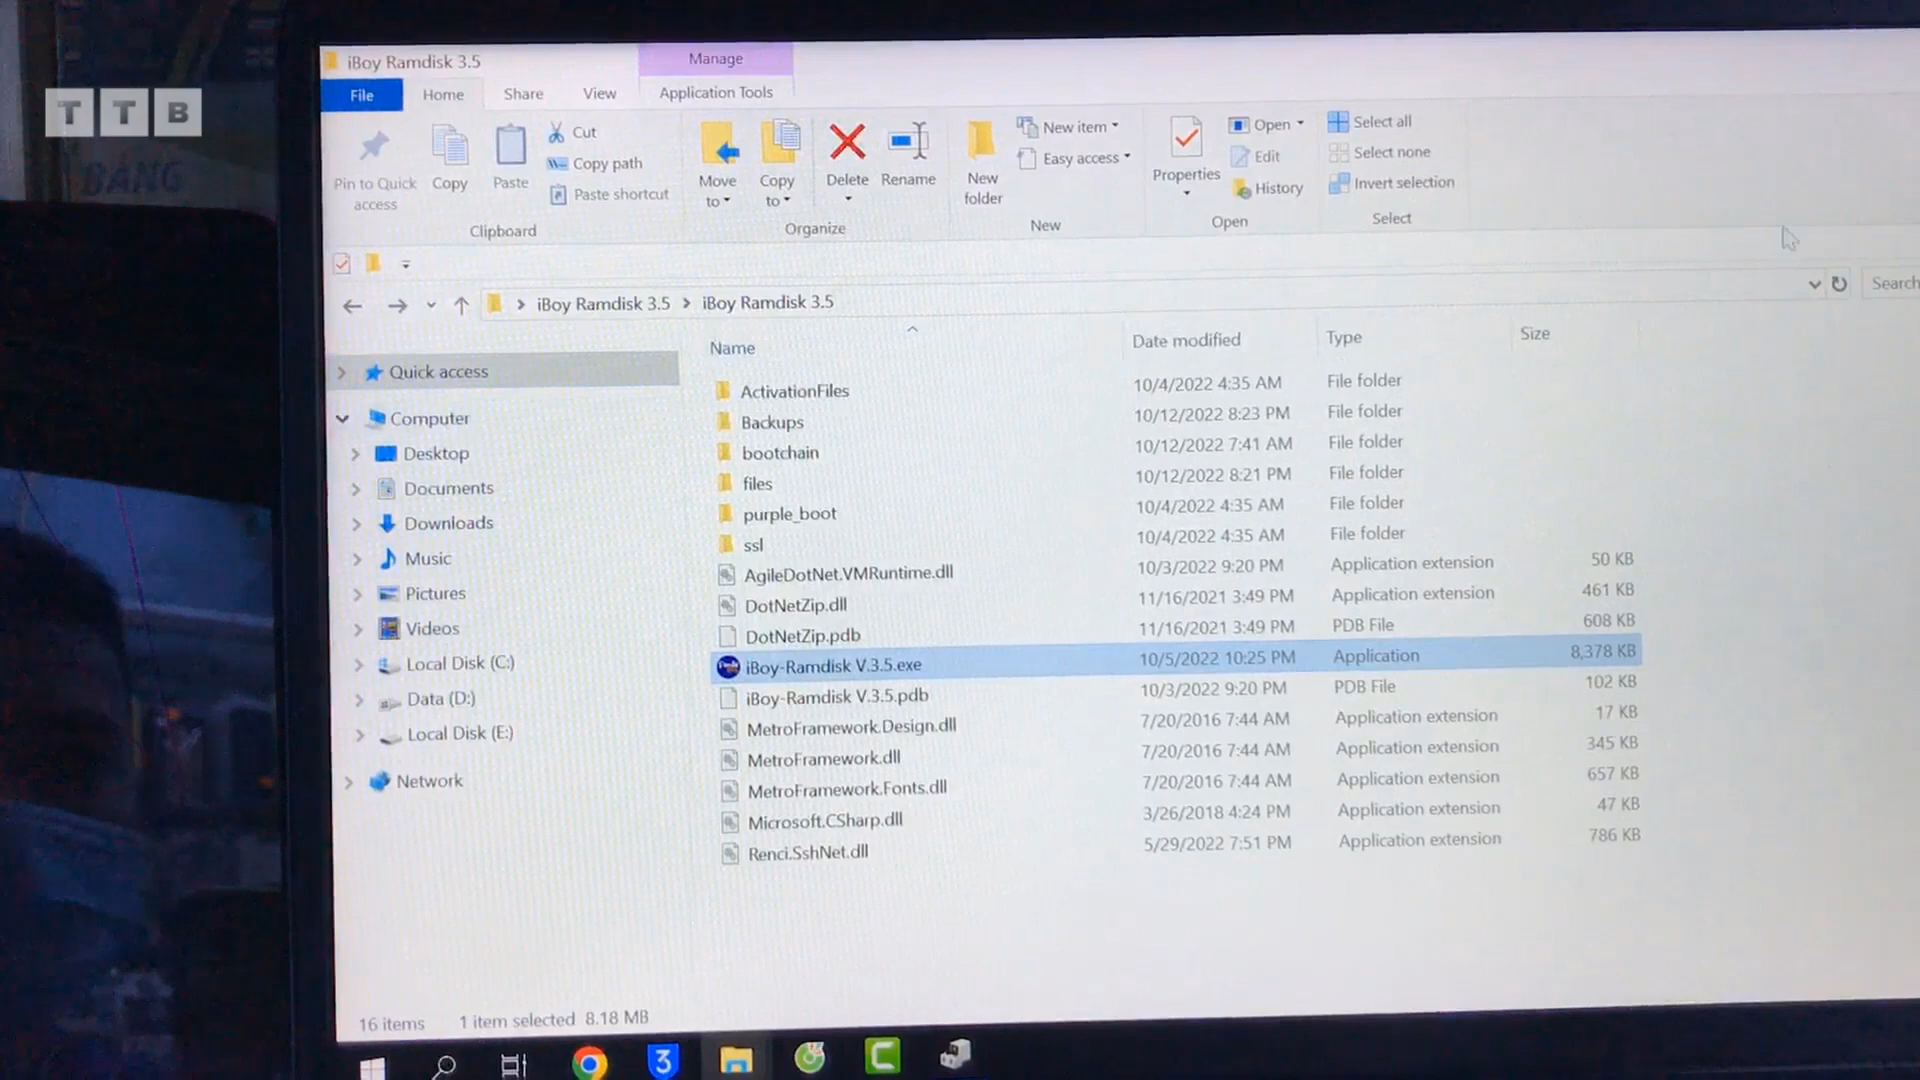 TTB
BẢNG
iBoy Ramdisk 3.5
Manage
File
Home
Share
View
Application Tools
Pin to Quick
access
Copy
Paste
Cut
Copy path
Paste shortcut
Clipboard
Move
to
Copy
to
Delete
Rename
Organize
New
folder
New item
Easy access
New
Properties
Open
Edit
History
Open
Select all
Select none
Invert selection
Select
iBoy Ramdisk 3.5 > iBoy Ramdisk 3.5
Search
Quick access
Computer
Desktop
Documents
Downloads
Music
Pictures
Videos
Local Disk (C:)
Data (D:)
Local Disk (E:)
Network
Name Date modified Type Size
ActivationFiles 10/4/2022 4:35 AM File folder
Backups 10/12/2022 8:23 PM File folder
bootchain 10/12/2022 7:41 AM File folder
files 10/12/2022 8:21 PM File folder
purple_boot 10/4/2022 4:35 AM File folder
ssl 10/4/2022 4:35 AM File folder
AgileDotNet.VMRuntime.dll 10/3/2022 9:20 PM Application extension 50 KB
DotNetZip.dll 11/16/2021 3:49 PM Application extension 461 KB
DotNetZip.pdb 11/16/2021 3:49 PM PDB File 608 KB
iBoy-Ramdisk V.3.5.exe 10/5/2022 10:25 PM Application 8,378 KB
iBoy-Ramdisk V.3.5.pdb 10/3/2022 9:20 PM PDB File 102 KB
MetroFramework.Design.dll 7/20/2016 7:44 AM Application extension 17 KB
MetroFramework.dll 7/20/2016 7:44 AM Application extension 345 KB
MetroFramework.Fonts.dll 7/20/2016 7:44 AM Application extension 657 KB
Microsoft.CSharp.dll 3/26/2018 4:24 PM Application extension 47 KB
Renci.SshNet.dll 5/29/2022 7:51 PM Application extension 786 KB
16 items 1 item selected 8.18 MB
3